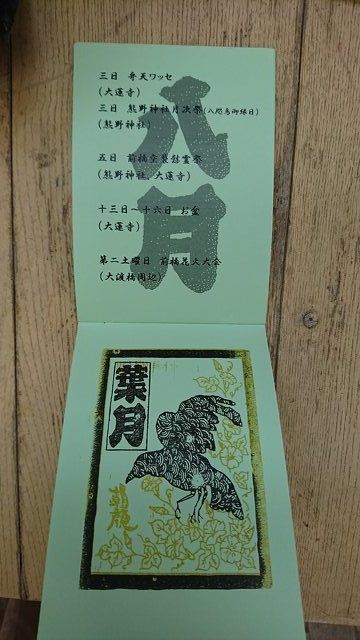 八月
三日 弁天ワッセ
(大蓮寺)
三日 熊野神社月次祭(八咫烏御縁日)
(熊野神社)
五日 前橋空襲慰霊祭
(熊野神社、大蓮寺)
十三日～十六日 お盆
(大蓮寺)
第二土曜日 前橋花火大会
(大渡橋周辺)
葉月